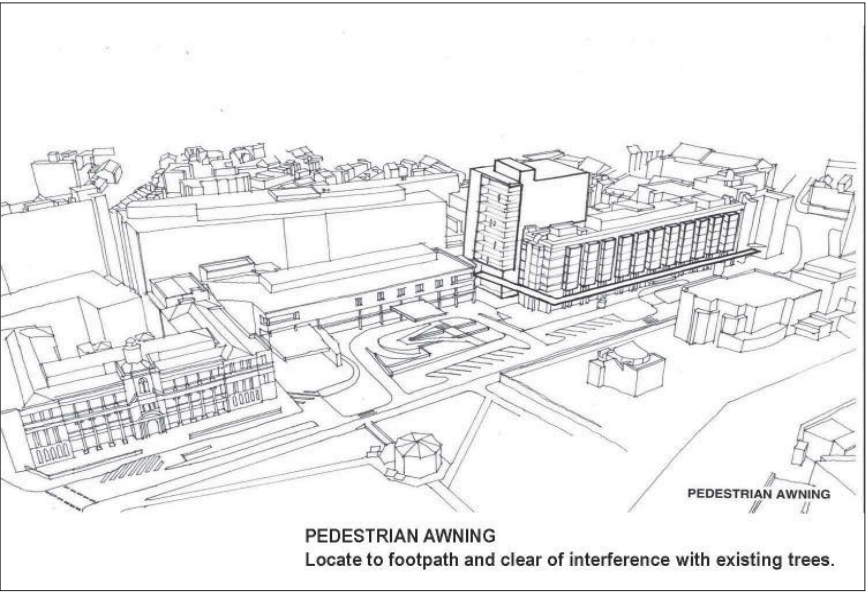 PEDESTRIAN AWNING
PEDESTRIAN AWNING
Locate to footpath and clear of interference with existing trees.